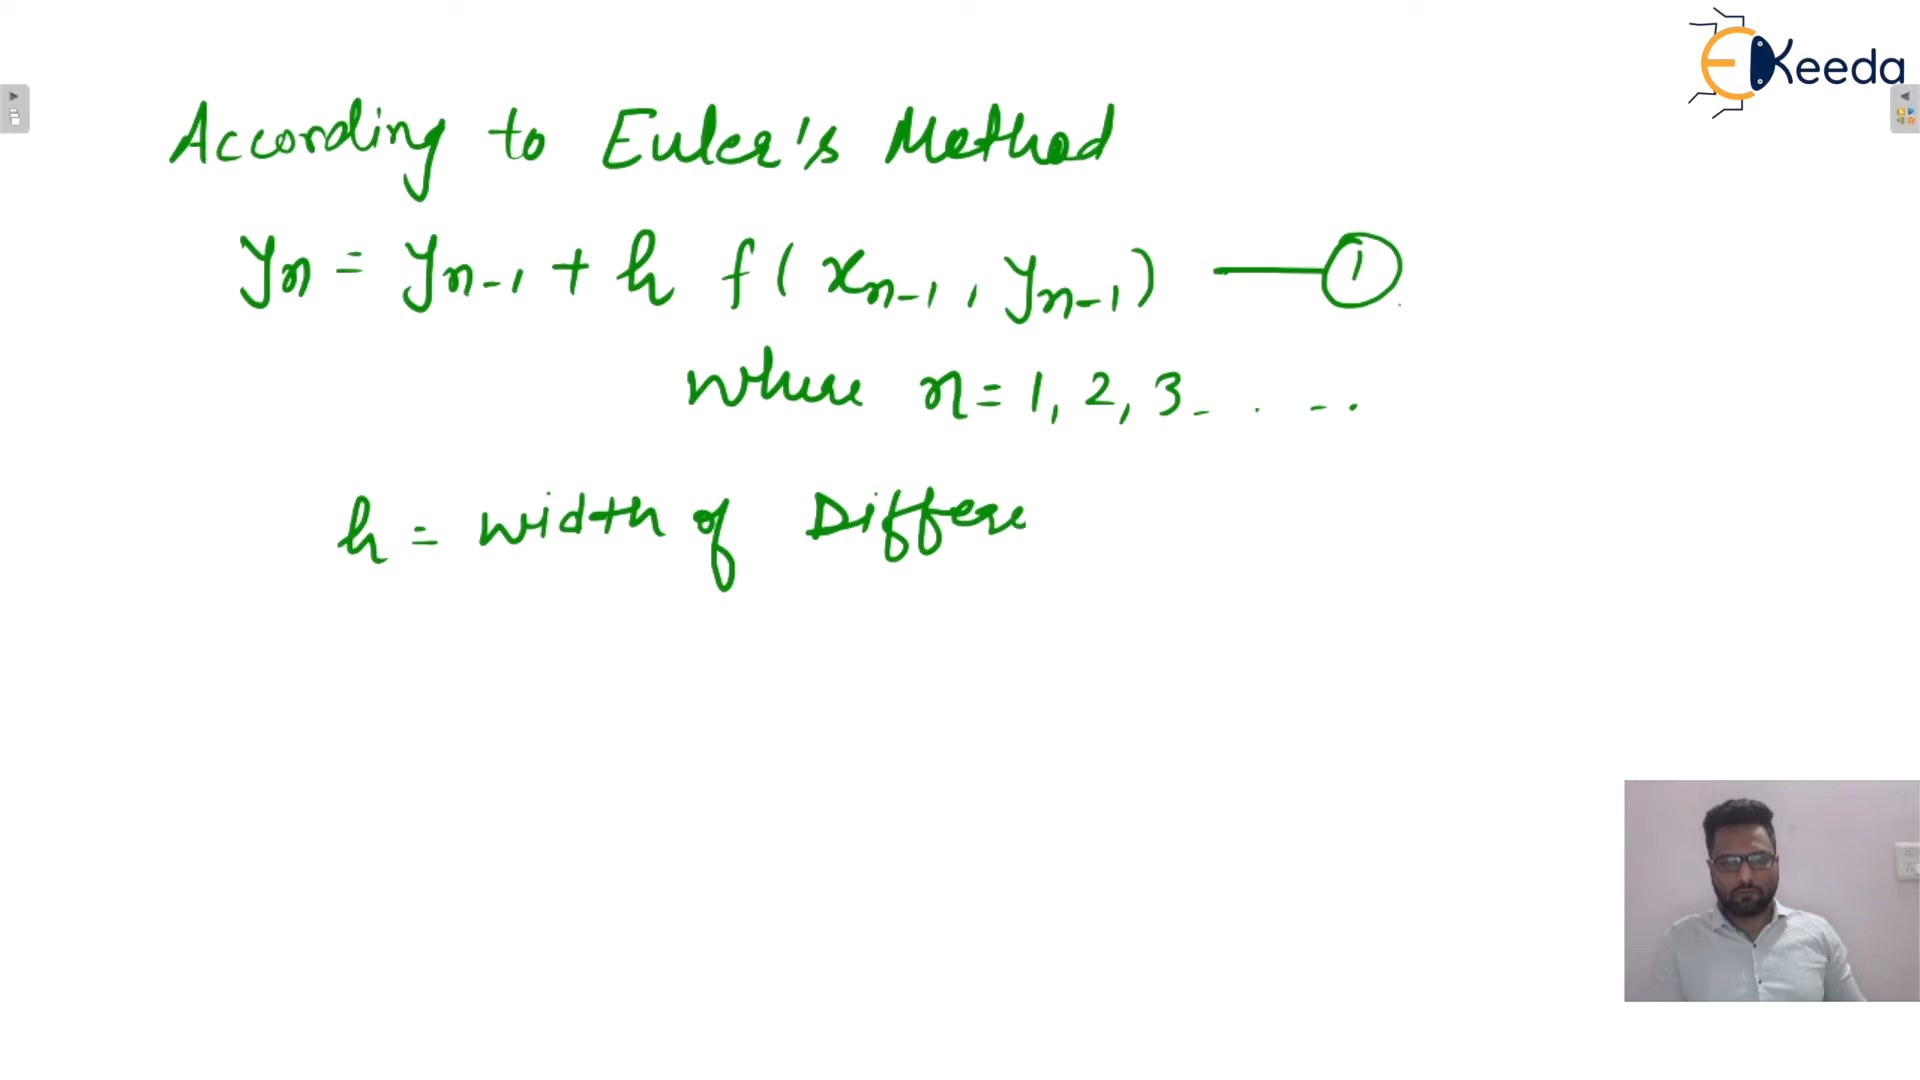 EKeeda
According to Euler's Method
yn = yn-1 + h f(xn-1, yn-1) —— 1
where n = 1, 2, 3- . -.
h = width of Differe